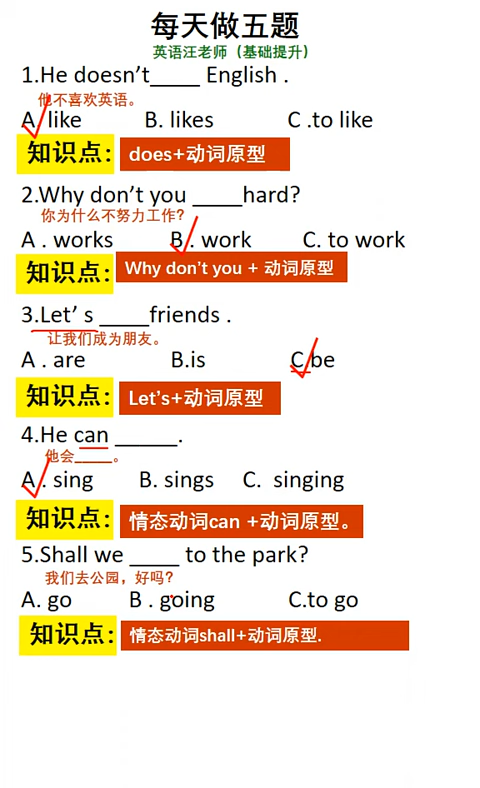 每天做五题
英语汪老师（基础提升）
1.He doesn't____ English .
他不喜欢英语。
A. like B. likes C .to like
知识点: does+动词原型
2.Why don't you ____hard?
你为什么不努力工作?
A . works B . work C. to work
知识点: Why don't you + 动词原型
3.Let' s ____friends .
让我们成为朋友。
A . are B.is C be
知识点: Let's+动词原型
4.He can _____.
他会_____。
A . sing B. sings C. singing
知识点: 情态动词can +动词原型。
5.Shall we ____ to the park?
我们去公园，好吗?
A. go B . going C.to go
知识点: 情态动词shall+动词原型.